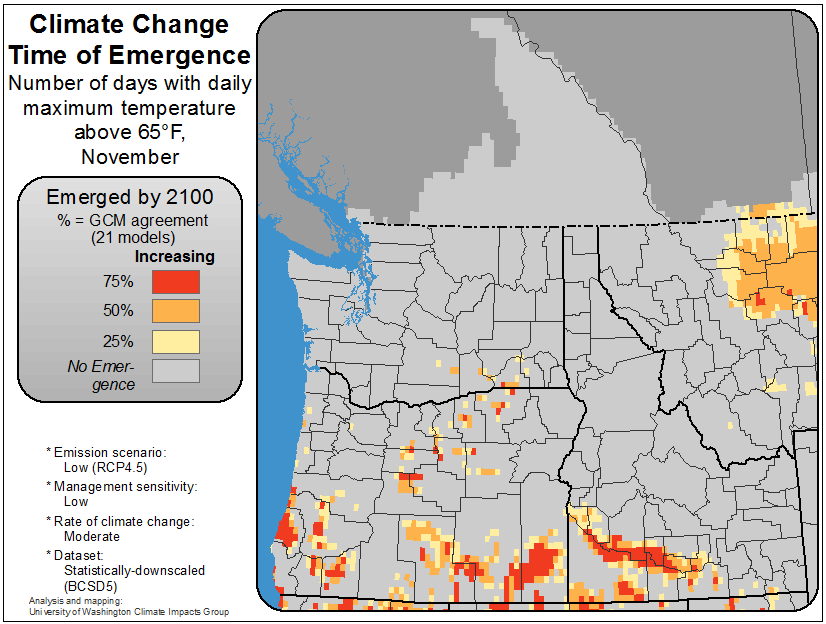 Climate Change
Time of Emergence
Number of days with daily
maximum temperature
above 65°F,
November
Emerged by 2100
% = GCM agreement
(21 models)
Increasing
75%
50%
25%
No Emer-
gence
* Emission scenario:
Low (RCP4.5)
* Management sensitivity:
Low
* Rate of climate change:
Moderate
* Dataset:
Statistically-downscaled
(BCSD5)
Analysis and mapping:
University of Washington Climate Impacts Group